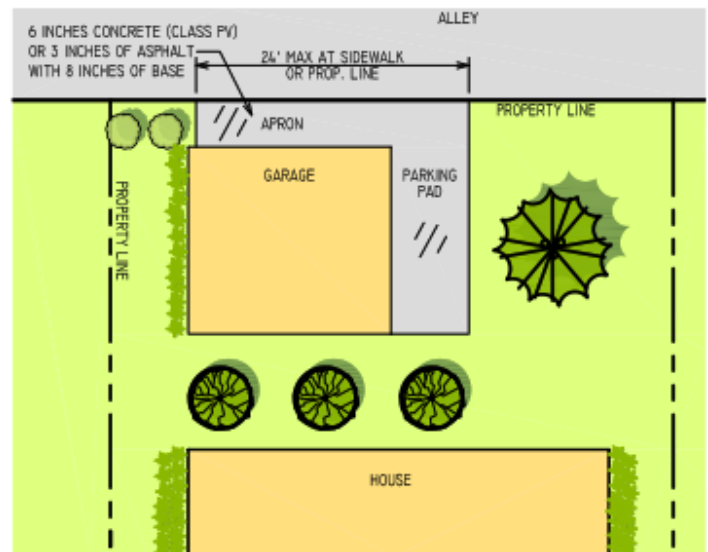 ALLEY
6 INCHES CONCRETE (CLASS PV)
OR 3 INCHES OF ASPHALT
WITH 8 INCHES OF BASE
24' MAX AT SIDEWALK
OR PROP. LINE
PROPERTY LINE
APRON
GARAGE
PARKING
PAD
PROPERTY LINE
HOUSE